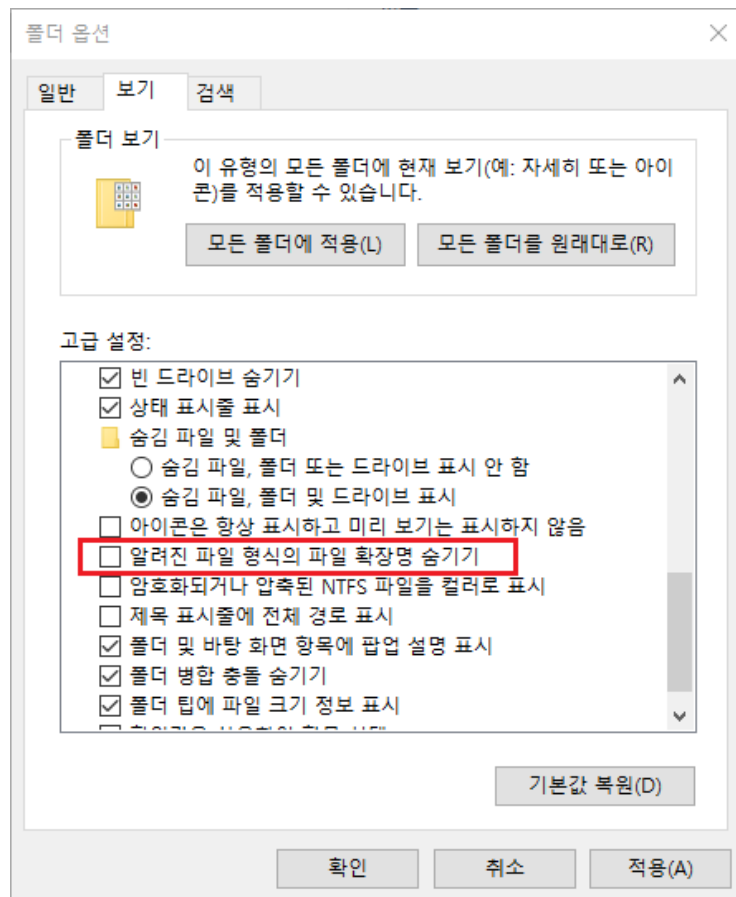 폴더 옵션
일반 보기 검색
폴더 보기
이 유형의 모든 폴더에 현재 보기(예: 자세히 또는 아이
콘)를 적용할 수 있습니다.
모든 폴더에 적용(L) 모든 폴더를 원래대로(R)
고급 설정:
빈 드라이브 숨기기
상태 표시줄 표시
숨김 파일 및 폴더
숨김 파일, 폴더 또는 드라이브 표시 안 함
숨김 파일, 폴더 및 드라이브 표시
아이콘은 항상 표시하고 미리 보기는 표시하지 않음
알려진 파일 형식의 파일 확장명 숨기기
암호화되거나 압축된 NTFS 파일을 컬러로 표시
제목 표시줄에 전체 경로 표시
폴더 및 바탕 화면 항목에 팝업 설명 표시
폴더 병합 충돌 숨기기
폴더 팁에 파일 크기 정보 표시
기본값 복원(D)
확인 취소 적용(A)